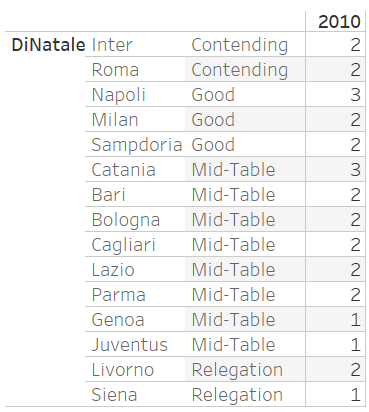 2010
DiNatale Inter Contending 2
Roma Contending 2
Napoli Good 3
Milan Good 2
Sampdoria Good 2
Catania Mid-Table 3
Bari Mid-Table 2
Bologna Mid-Table 2
Cagliari Mid-Table 2
Lazio Mid-Table 2
Parma Mid-Table 2
Genoa Mid-Table 1
Juventus Mid-Table 1
Livorno Relegation 2
Siena Relegation 1